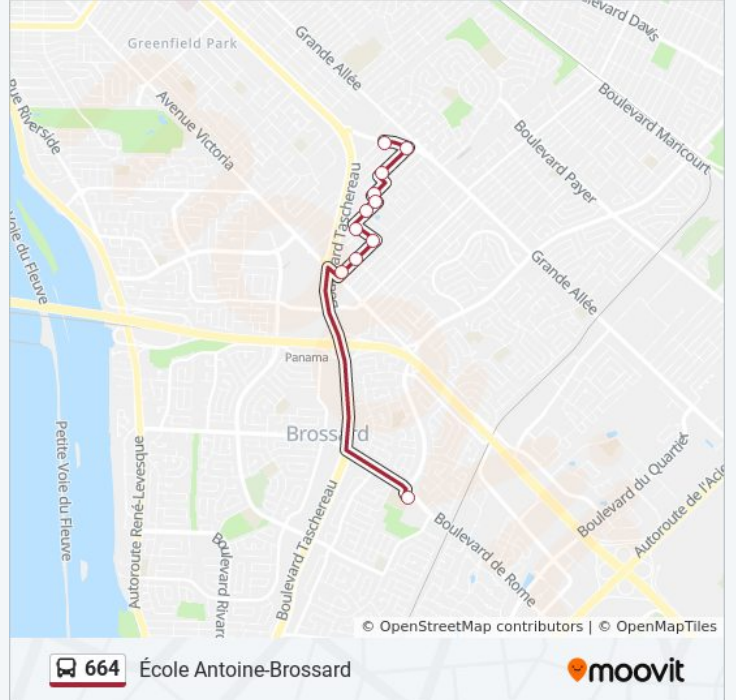 Boulevard Davis
Greenfield Park
Grande Allée
Boulevard Maricourt
Avenue Victoria
Rue Riverside
Boulevard Payer
Boulevard Taschereau
Voie du Fleuve
Grande Allée
Panama
Brossard
Petite Voie du Fleuve
Autoroute René-Levesque
Boulevard du Quartier
Autoroute de l'Acie
Boulevard Taschereau
Boulevard de Rome
Boulevard Rivard
© OpenStreetMap contributors | © OpenMapTiles
664 École Antoine-Brossard
moovit